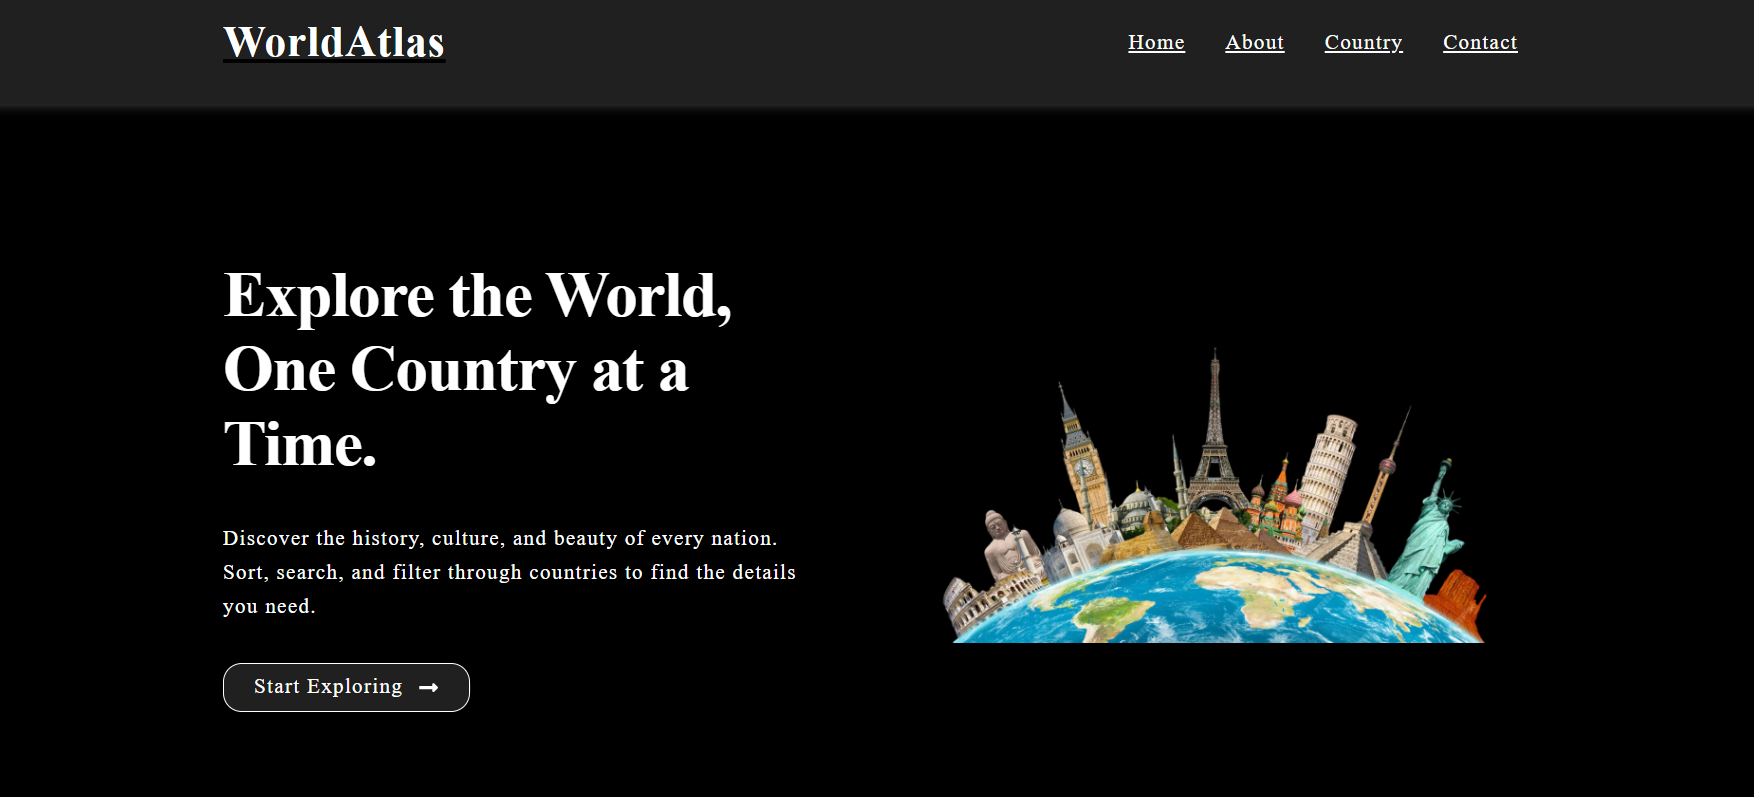 WorldAtlas
Home About Country Contact
Explore the World,
One Country at a
Time.
Discover the history, culture, and beauty of every nation.
Sort, search, and filter through countries to find the details
you need.
Start Exploring